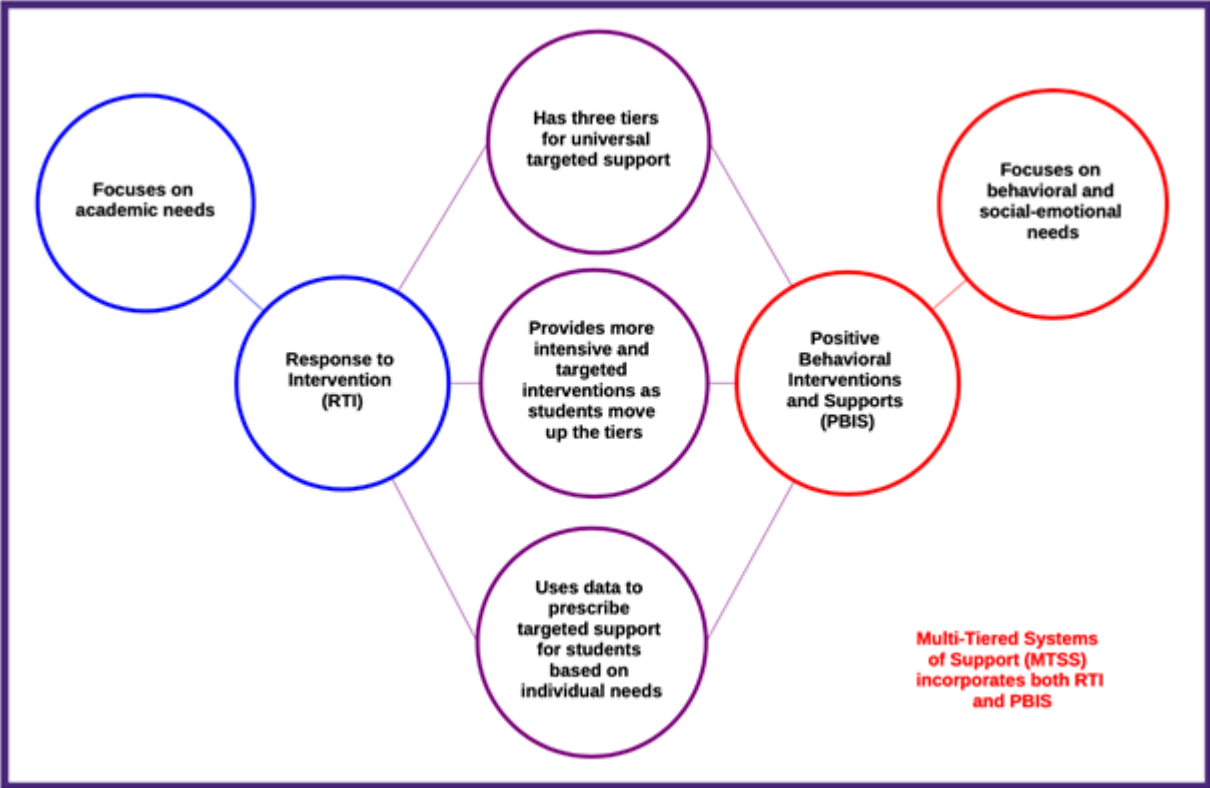 Has three tiers
for universal
targeted support
Focuses on
academic needs
Focuses on
behavioral and
social-emotional
needs
Response to
Intervention
(RTI)
Provides more
intensive and
targeted
interventions as
students move
up the tiers
Positive
Behavioral
Interventions
and Supports
(PBIS)
Uses data to
prescribe
targeted support
for students
based on
individual needs
Multi-Tiered Systems
of Support (MTSS)
incorporates both RTI
and PBIS